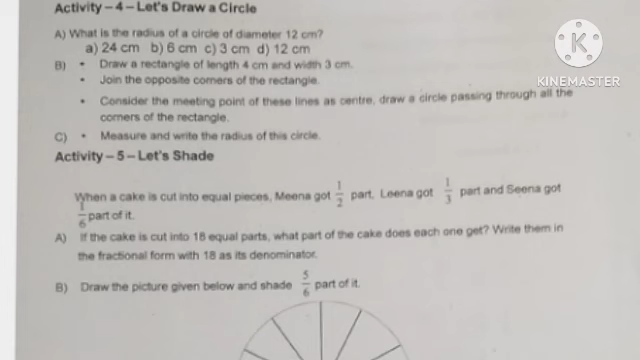 Activity – 4 – Let's Draw a Circle
A) What is the radius of a circle of diameter 12 cm?
a) 24 cm b) 6 cm c) 3 cm d) 12 cm
B) • Draw a rectangle of length 4 cm and width 3 cm.
• Join the opposite corners of the rectangle.
• Consider the meeting point of these lines as centre, draw a circle passing through all the
corners of the rectangle.
C) • Measure and write the radius of this circle.
Activity – 5 – Let's Shade
When a cake is cut into equal pieces, Meena got 1/2 part, Leena got 1/3 part and Seena got
1/6 part of it.
A) If the cake is cut into 18 equal parts, what part of the cake does each one get? Write them in
the fractional form with 18 as its denominator.
B) Draw the picture given below and shade 5/6 part of it.
K
KINEMASTER